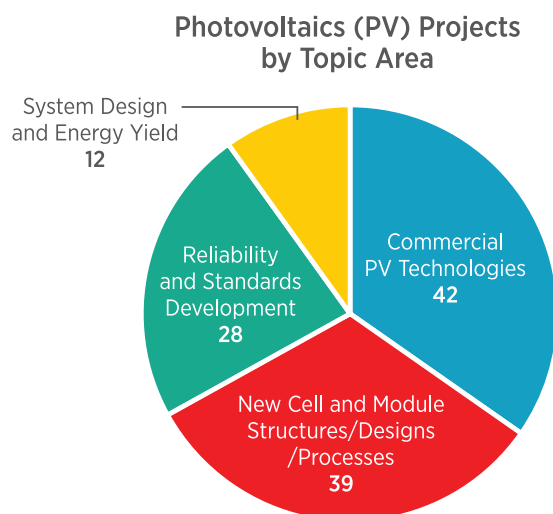 Photovoltaics (PV) Projects
by Topic Area
System Design
and Energy Yield
12
Commercial
PV Technologies
42
Reliability
and Standards
Development
28
New Cell and Module
Structures/Designs
/Processes
39